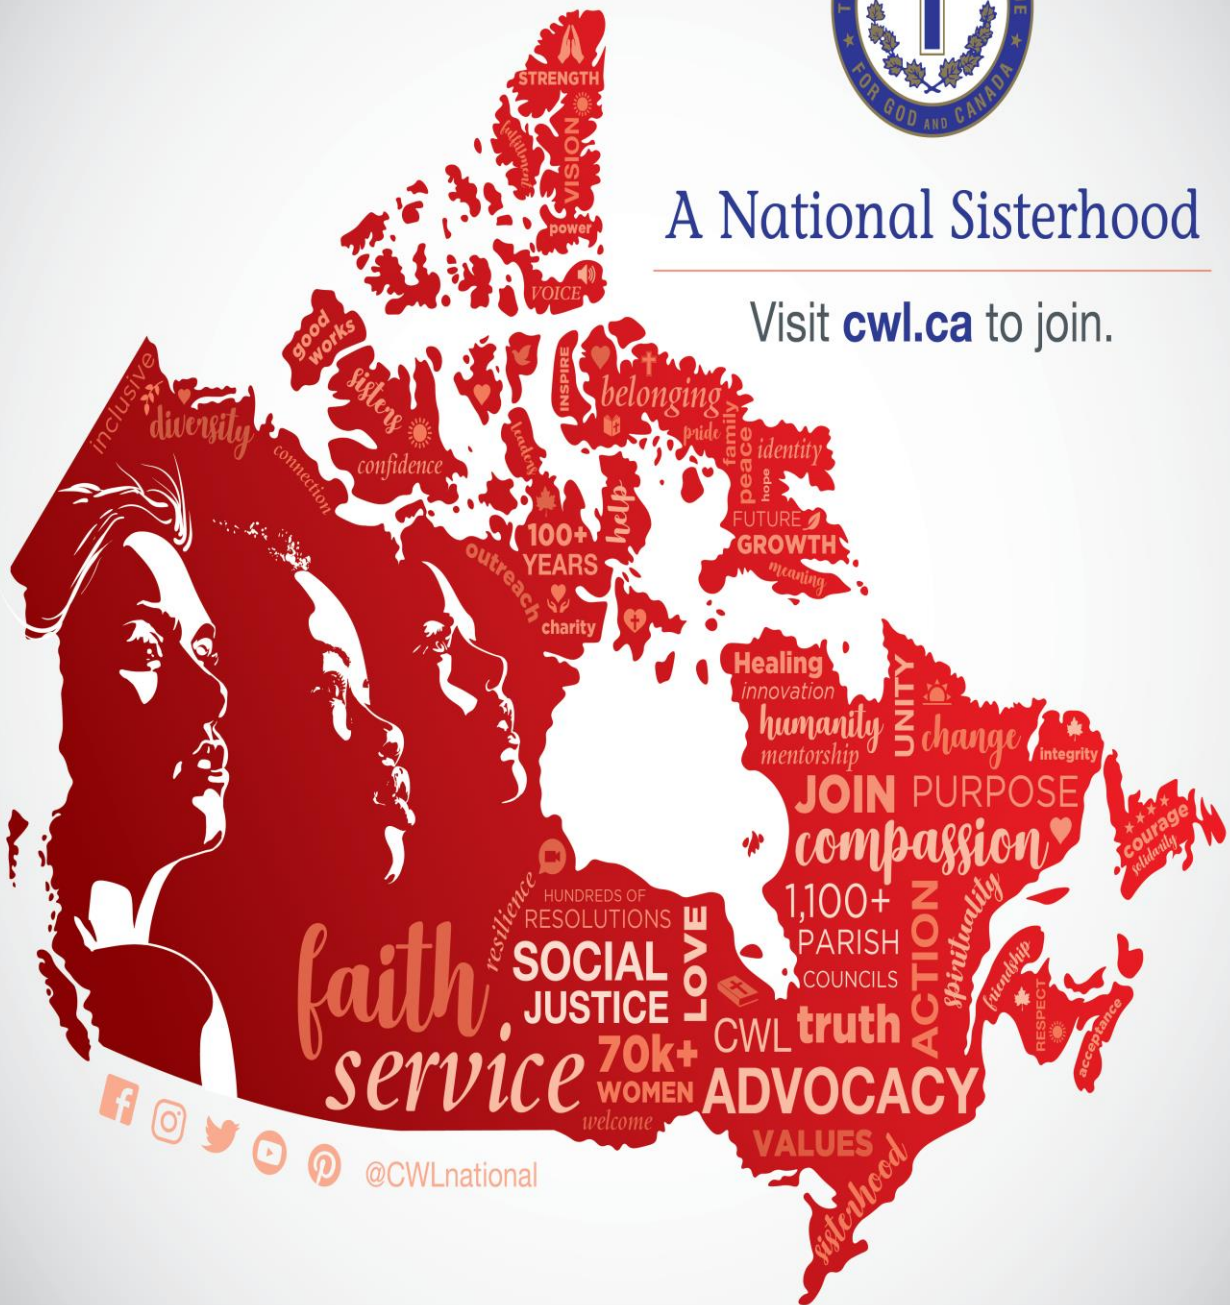 FOR GOD AND CANADA
A National Sisterhood
Visit cwl.ca to join.
STRENGTH
fulfillment
VISION
power
VOICE
good
works
sisters
confidence
inclusive
diversity
connection
leaders
INSPIRE
belonging
pride
family
peace
hope
identity
FUTURE
GROWTH
meaning
100+
YEARS
help
outreach
charity
Healing
innovation
humanity
mentorship
UNITY
change
integrity
JOIN PURPOSE
compassion
courage
solidarity
1,100+
PARISH
COUNCILS
ACTION
spirituality
friendship
RESPECT
acceptance
resilience
HUNDREDS OF
RESOLUTIONS
SOCIAL
JUSTICE
LOVE
faith
service
70k+
WOMEN
welcome
CWL truth
ADVOCACY
VALUES
sisterhood
@CWLnational